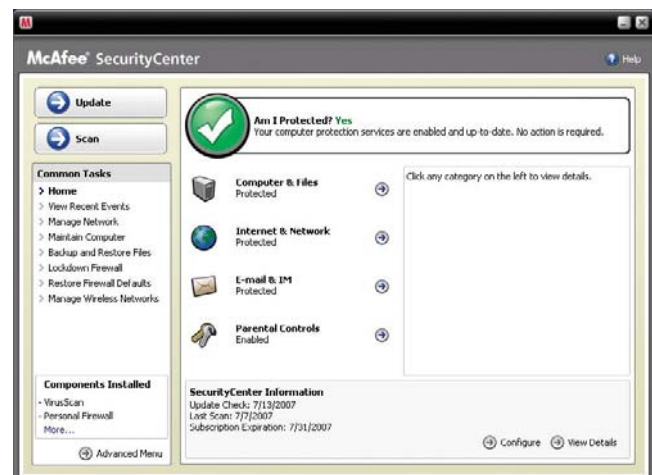 McAfee® SecurityCenter
Help
Update
Scan
Common Tasks
> Home
> View Recent Events
> Manage Network
> Maintain Computer
> Backup and Restore Files
> Lockdown Firewall
> Restore Firewall Defaults
> Manage Wireless Networks
Components Installed
- VirusScan
- Personal Firewall
More...
Advanced Menu
Am I Protected? Yes
Your computer protection services are enabled and up-to-date. No action is required.
Computer & Files
Protected
Internet & Network
Protected
E-mail & IM
Protected
Parental Controls
Enabled
Click any category on the left to view details.
SecurityCenter Information
Update Check: 7/13/2007
Last Scan: 7/7/2007
Subscription Expiration: 7/31/2007
Configure
View Details